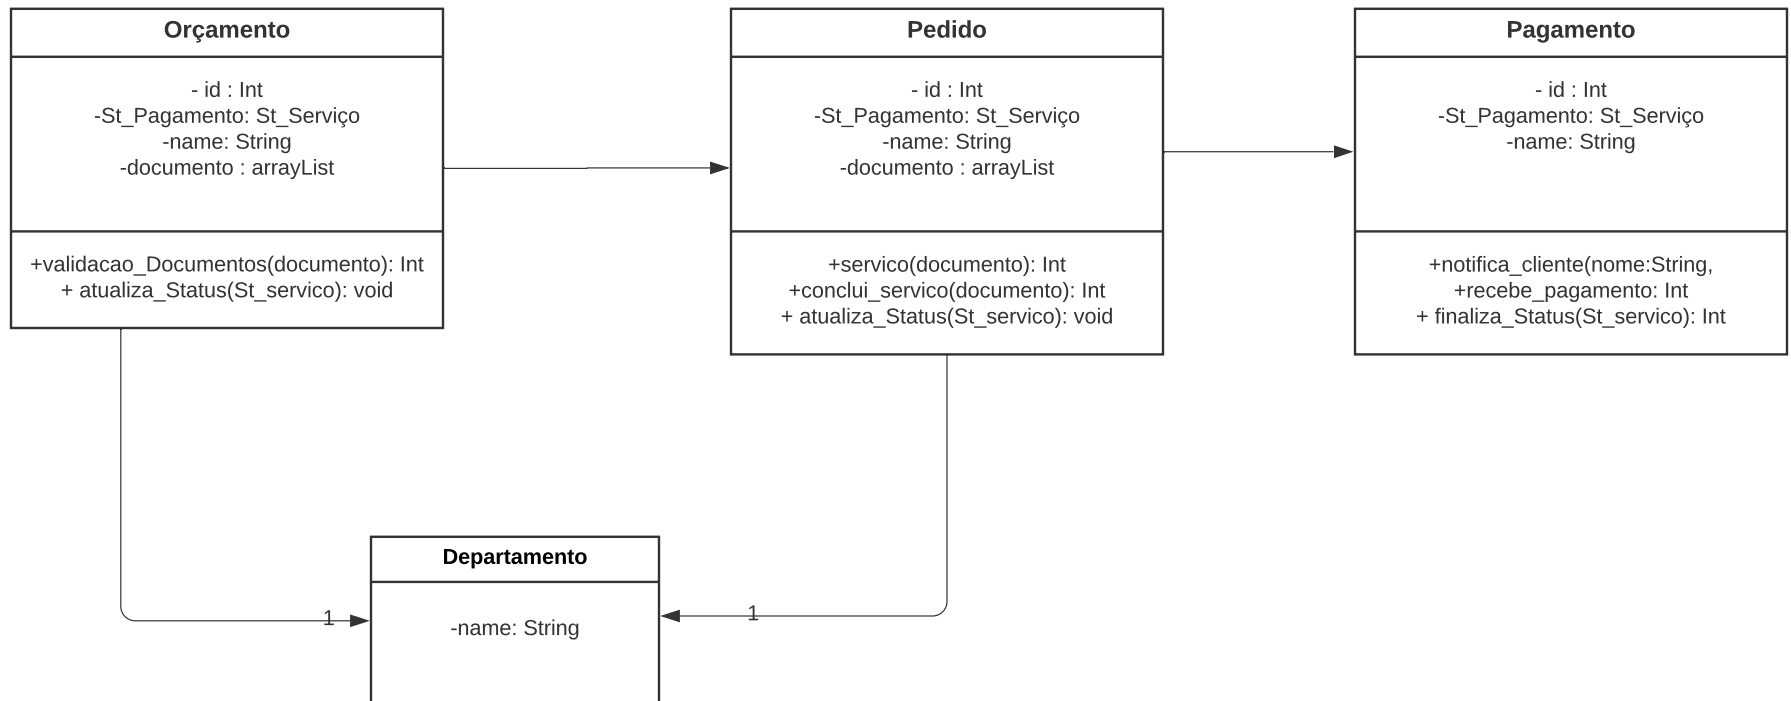 Orçamento
- id : Int
-St_Pagamento: St_Serviço
-name: String
-documento : arrayList
+validacao_Documentos(documento): Int
+ atualiza_Status(St_servico): void
Pedido
- id : Int
-St_Pagamento: St_Serviço
-name: String
-documento : arrayList
+servico(documento): Int
+conclui_servico(documento): Int
+ atualiza_Status(St_servico): void
Pagamento
- id : Int
-St_Pagamento: St_Serviço
-name: String
+notifica_cliente(nome:String,
+recebe_pagamento: Int
+ finaliza_Status(St_servico): Int
1
Departamento
-name: String
1